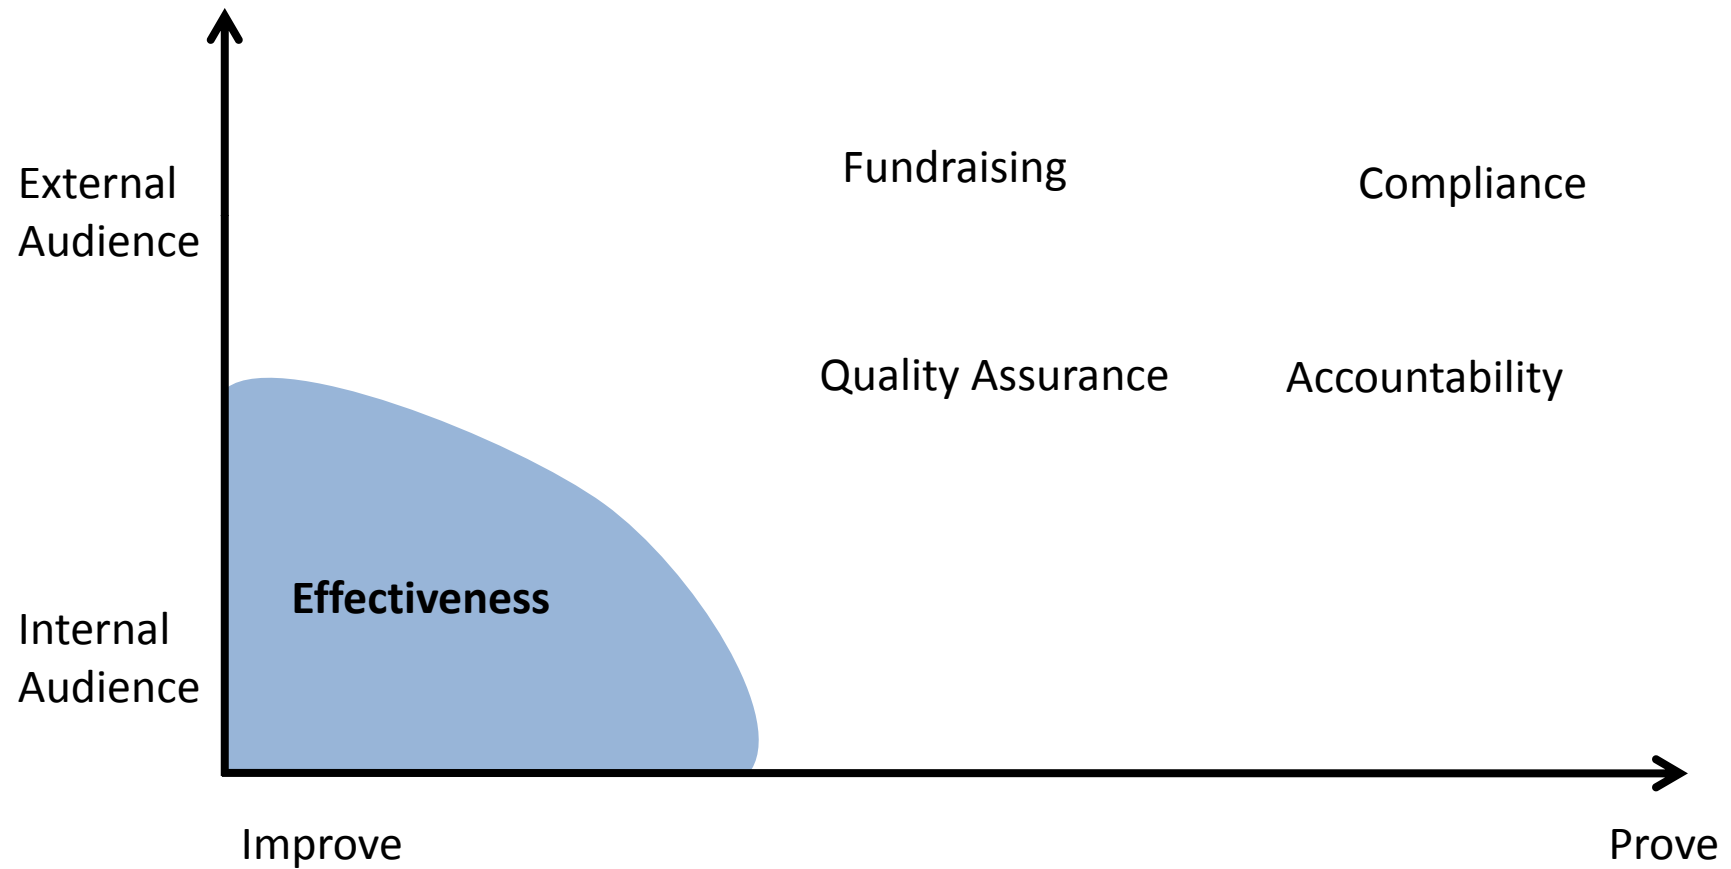 External
Audience
Fundraising
Compliance
Quality Assurance
Accountability
Effectiveness
Internal
Audience
Improve
Prove